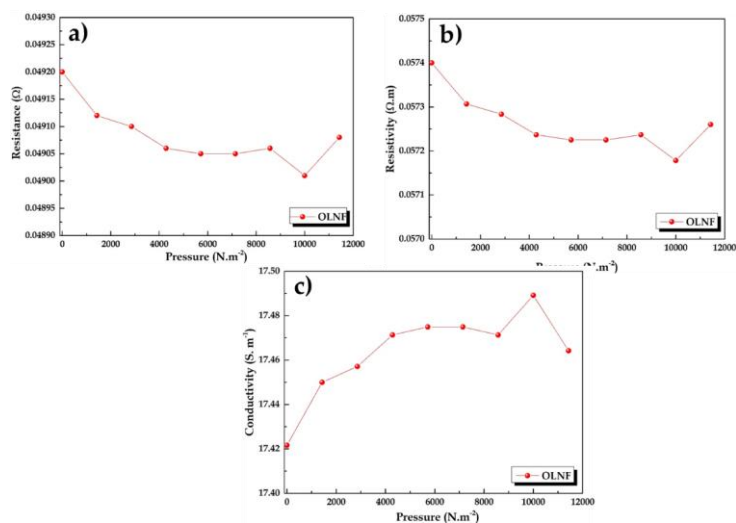 a)
0.04930
0.04920
0.04920
0.04915
0.04910
0.04905
0.04900
0.04895
0.04890
Resistance (Ω)
OLNF
0 2000 4000 6000 8000 10000 12000
Pressure (N.m⁻²)
b)
0.0575
0.0574
0.0573
0.0572
0.0571
0.0570
Resistivity (Ω.m)
OLNF
0 2000 4000 6000 8000 10000 12000
c)
17.50
17.48
17.46
17.44
17.42
17.40
Conductivity (S. m⁻¹)
OLNF
0 2000 4000 6000 8000 10000 12000
Pressure (N.m⁻²)